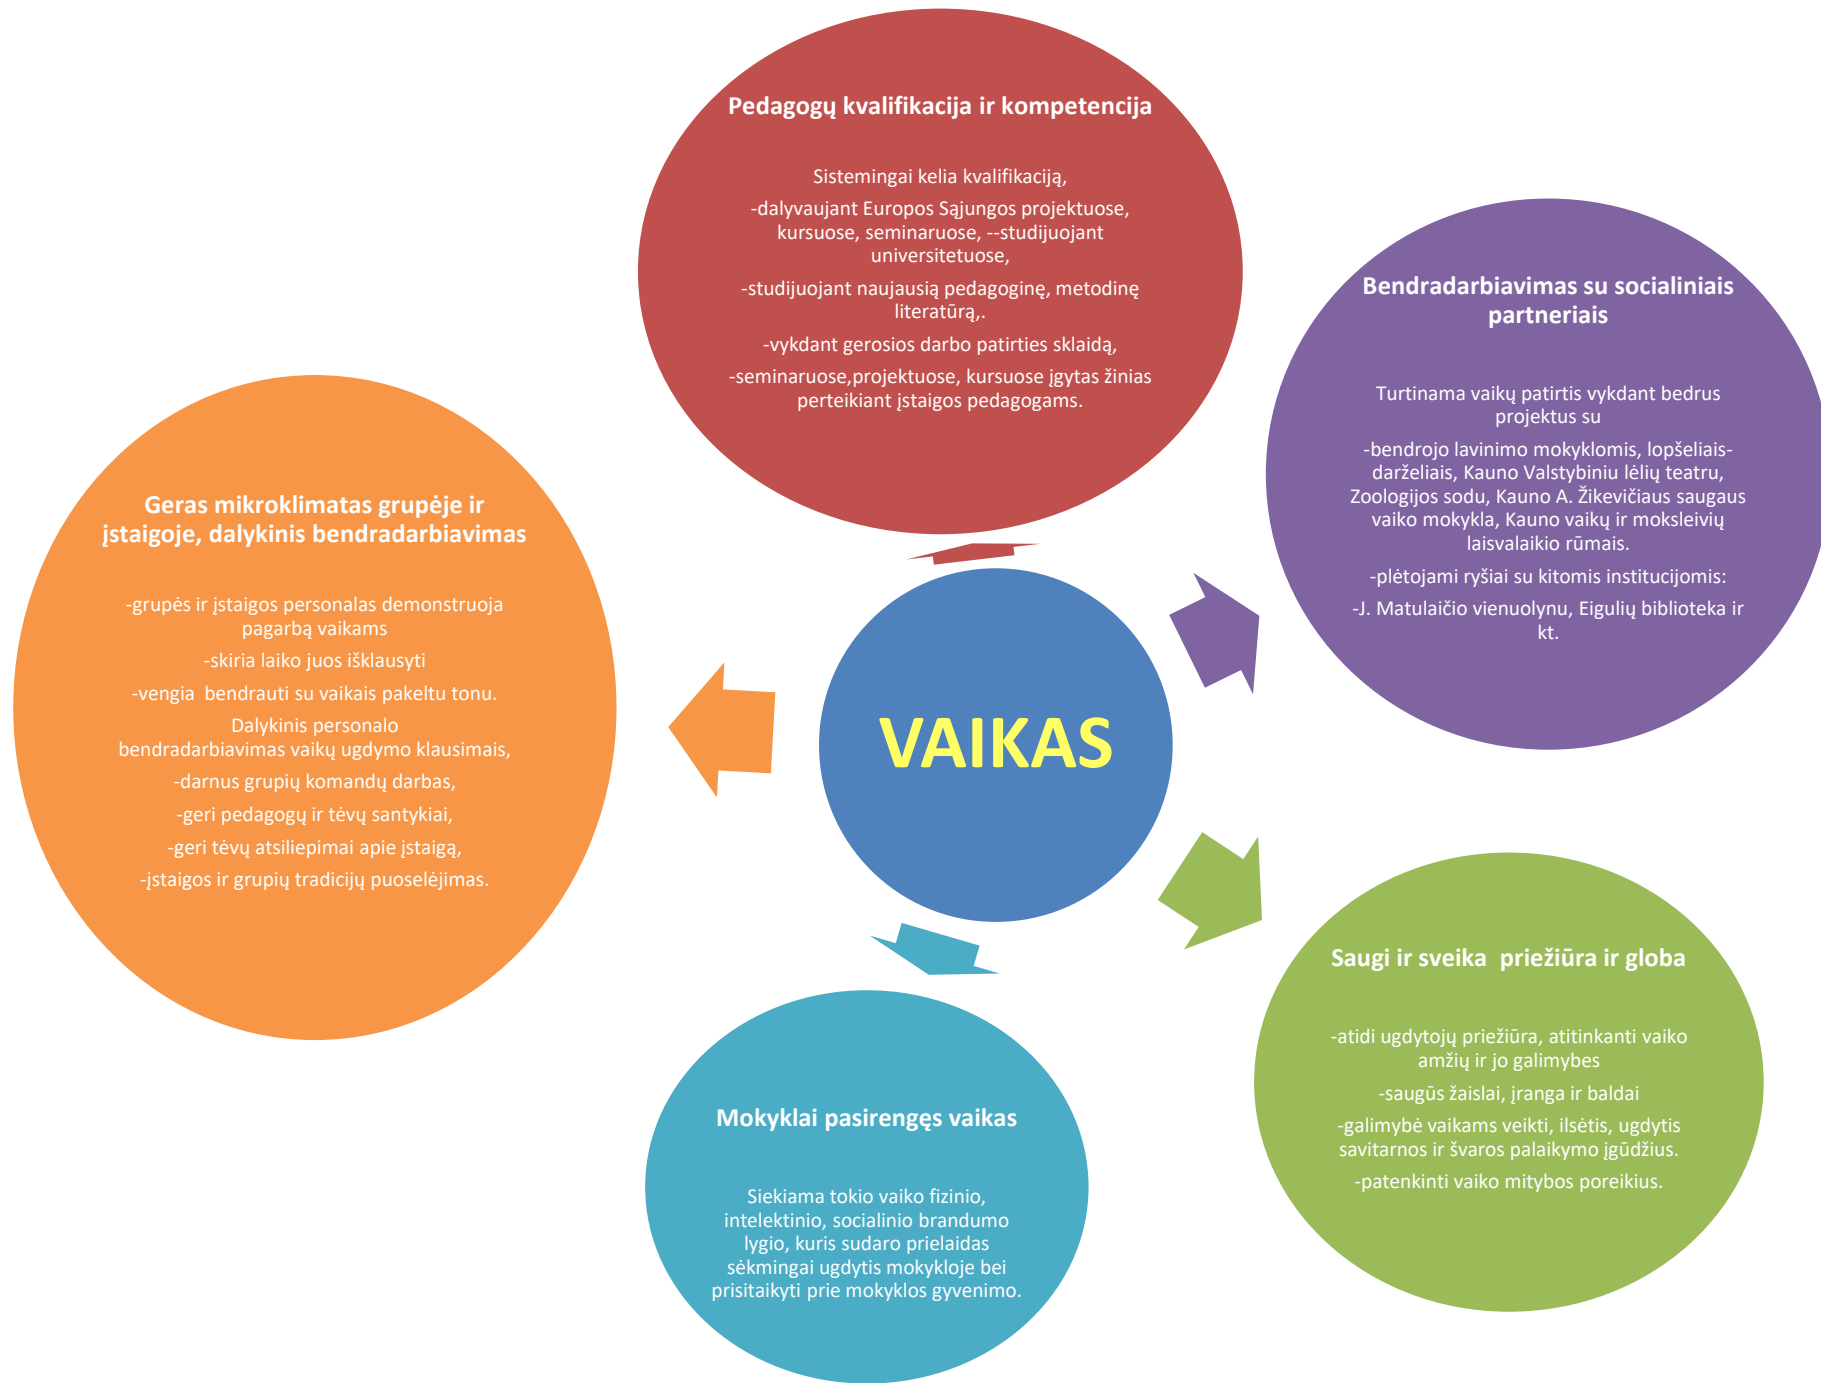 Pedagogų kvalifikacija ir kompetencija
Sistemingai kelia kvalifikaciją,
-dalyvaujant Europos Sąjungos projektuose,
kursuose, seminaruose, --studijuojant
universitetuose,
-studijuojant naujausią pedagoginę, metodinę
literatūrą,.
-vykdant gerosios darbo patirties sklaidą,
-seminaruose,projektuose, kursuose įgytas žinias
perteikiant įstaigos pedagogams.
Bendradarbiavimas su socialiniais
partneriais
Turtinama vaikų patirtis vykdant bedrus
projektus su
-bendrojo lavinimo mokyklomis, lopšeliais-
darželiais, Kauno Valstybiniu lėlių teatru,
Zoologijos sodu, Kauno A. Žikevičiaus saugaus
vaiko mokykla, Kauno vaikų ir moksleivių
laisvalaikio rūmais.
-plėtojami ryšiai su kitomis institucijomis:
-J. Matulaičio vienuolynu, Eigulių biblioteka ir
kt.
Geras mikroklimatas grupėje ir
įstaigoje, dalykinis bendradarbiavimas
-grupės ir įstaigos personalas demonstruoja
pagarbą vaikams
-skiria laiko juos išklausyti
-vengia  bendrauti su vaikais pakeltu tonu.
Dalykinis personalo
bendradarbiavimas vaikų ugdymo klausimais,
-darnus grupių komandų darbas,
-geri pedagogų ir tėvų santykiai,
-geri tėvų atsiliepimai apie įstaigą,
-įstaigos ir grupių tradicijų puoselėjimas.
VAIKAS
Saugi ir sveika  priežiūra ir globa
-atidi ugdytojų priežiūra, atitinkanti vaiko
amžių ir jo galimybes
-saugūs žaislai, įranga ir baldai
-galimybė vaikams veikti, ilsėtis, ugdytis
savitarnos ir švaros palaikymo įgūdžius.
-patenkinti vaiko mitybos poreikius.
Mokyklai pasirengęs vaikas
Siekiama tokio vaiko fizinio,
intelektinio, socialinio brandumo
lygio, kuris sudaro prielaidas
sėkmingai ugdytis mokykloje bei
prisitaikyti prie mokyklos gyvenimo.